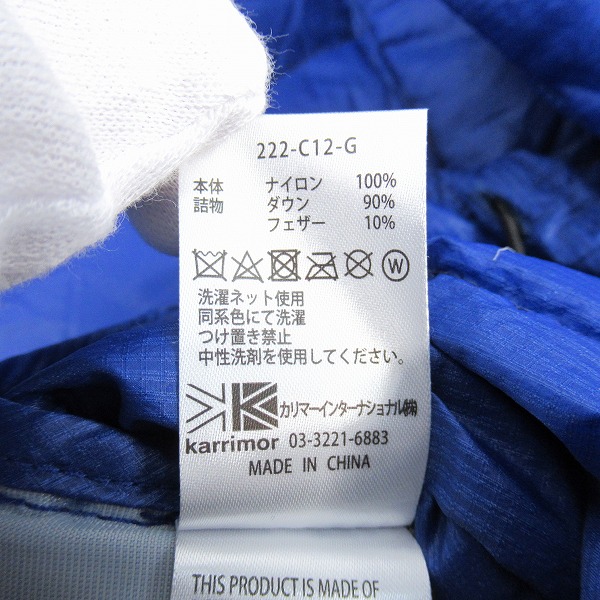 222-C12-G
本体 ナイロン 100%
詰物 ダウン 90%
フェザー 10%
W
洗濯ネット使用
同系色にて洗濯
つけ置き禁止
中性洗剤を使用してください。
カリマーインターナショナル㈱
karrimor 03-3221-6883
MADE IN CHINA
THIS PRODUCT IS MADE OF